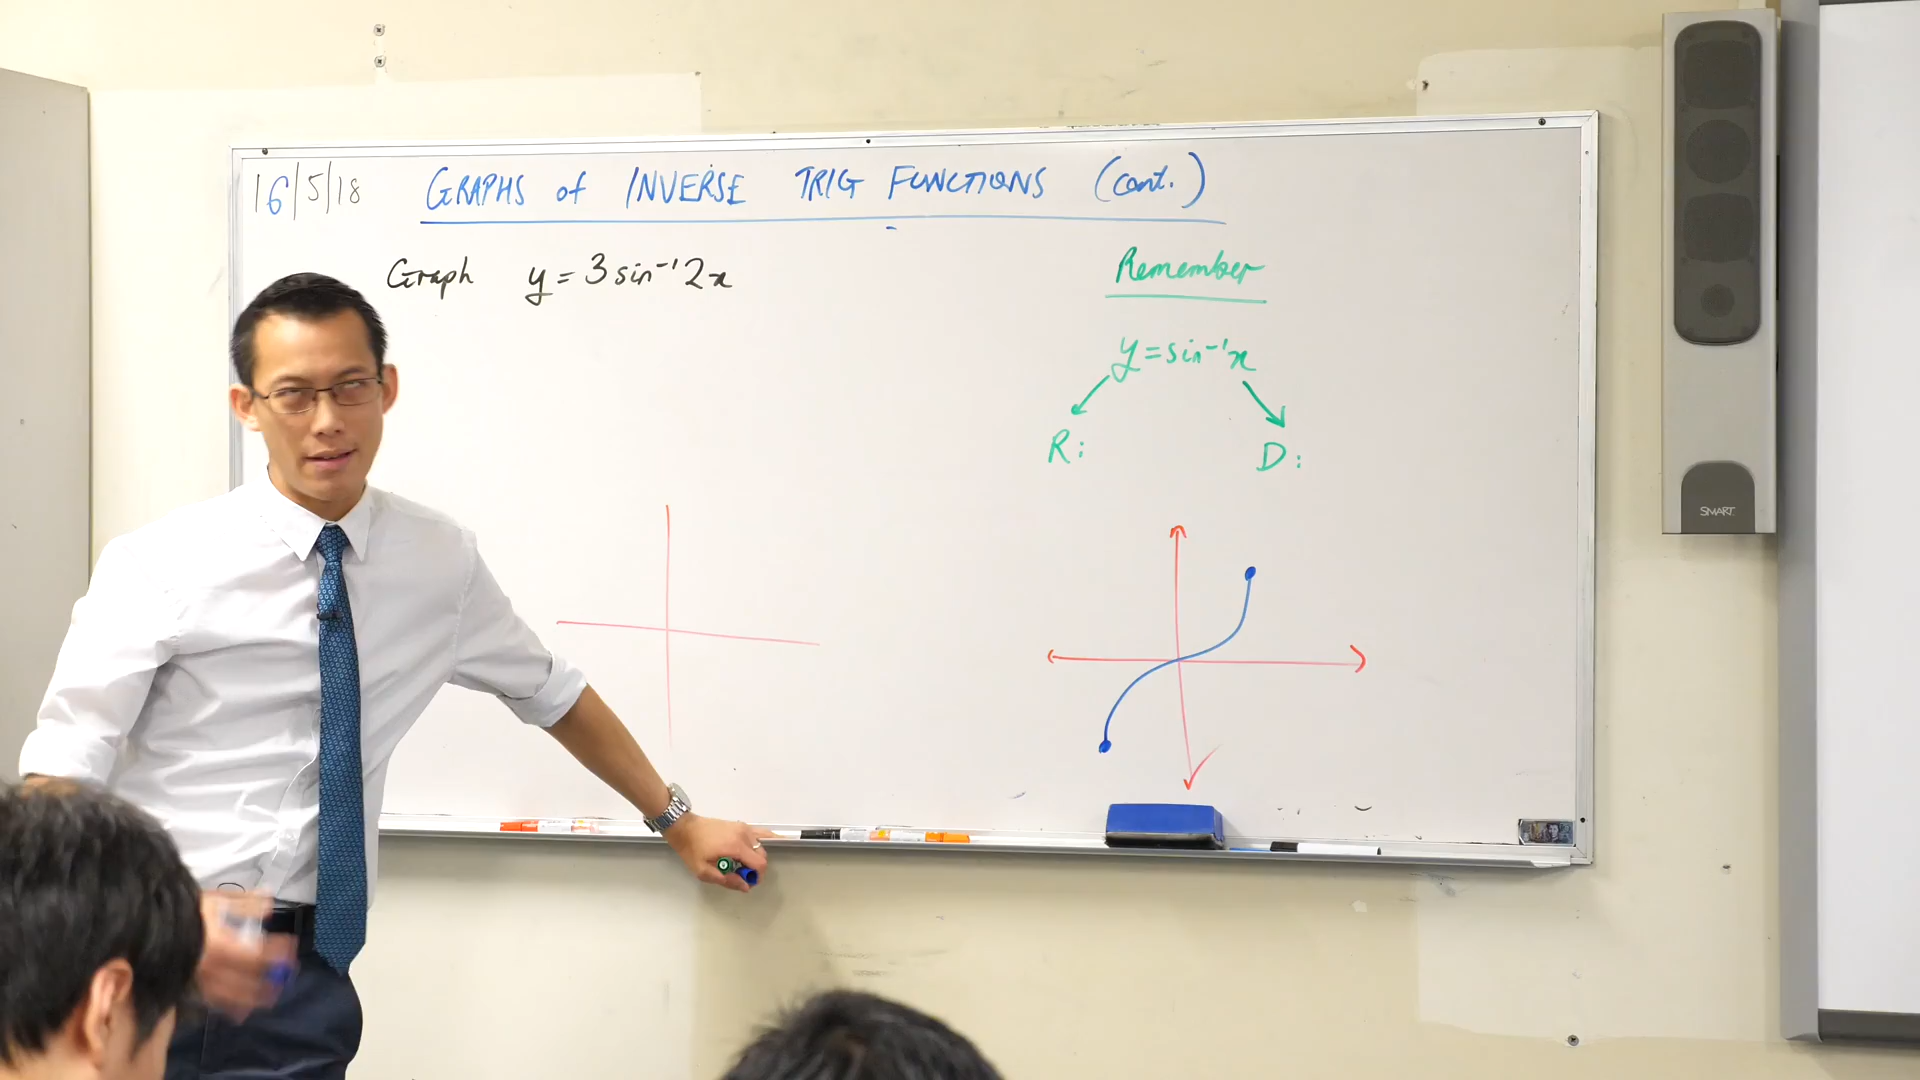 16/5/18 GRAPHS of INVERSE TRIG FUNCTIONS (cont.)
Graph y = 3 sin⁻¹ 2x
Remember
y = sin⁻¹ x
R: D:
SMART